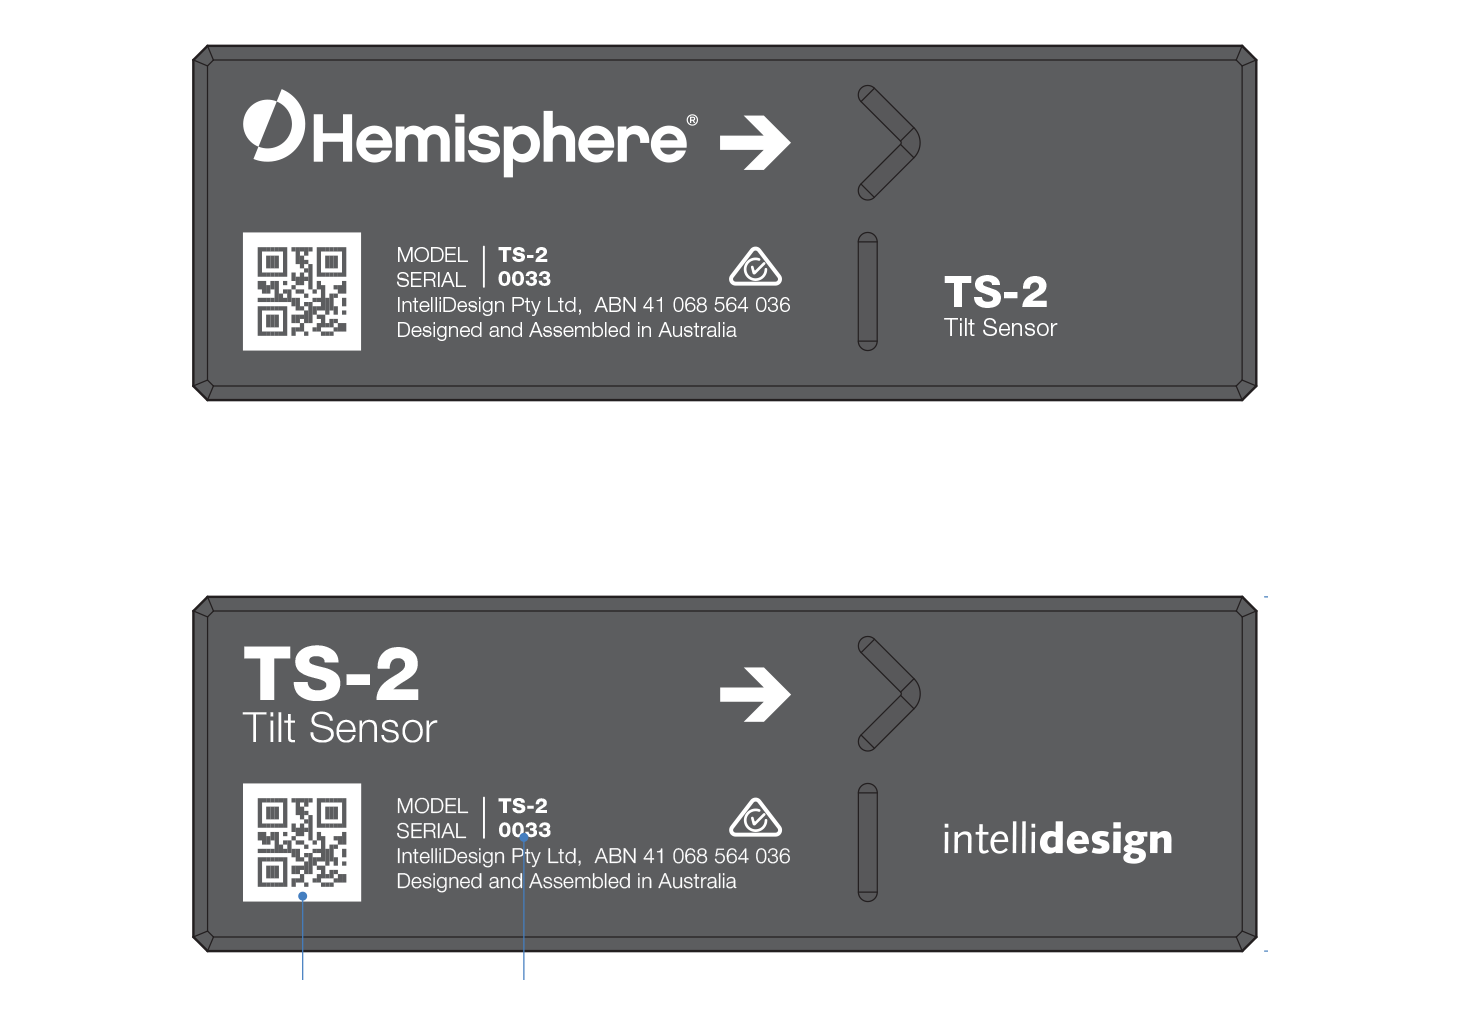 Hemisphere®
MODEL TS-2
SERIAL 0033
IntelliDesign Pty Ltd, ABN 41 068 564 036
Designed and Assembled in Australia
TS-2
Tilt Sensor
TS-2
Tilt Sensor
MODEL TS-2
SERIAL 0033
IntelliDesign Pty Ltd, ABN 41 068 564 036
Designed and Assembled in Australia
intellidesign